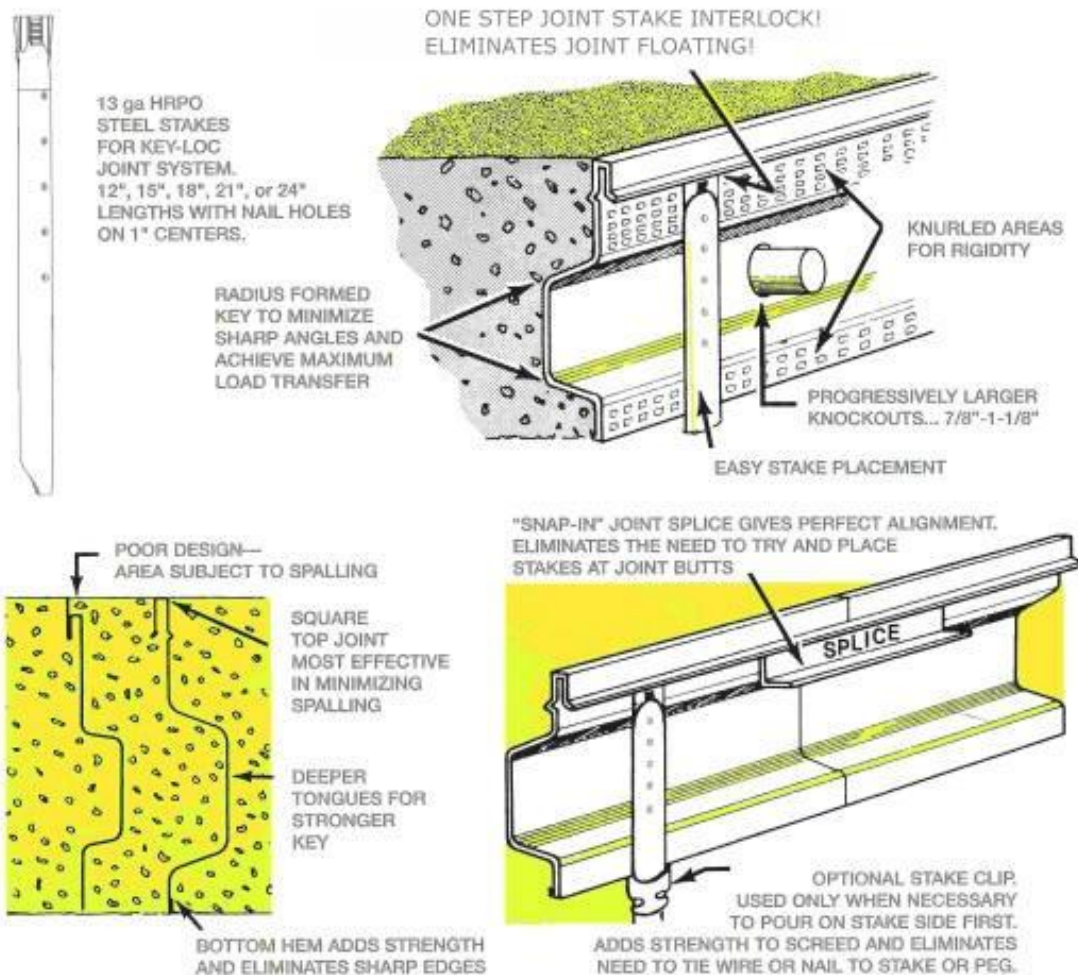 ONE STEP JOINT STAKE INTERLOCK!
ELIMINATES JOINT FLOATING!
13 ga HRPO
STEEL STAKES
FOR KEY-LOC
JOINT SYSTEM.
12", 15", 18", 21", or 24"
LENGTHS WITH NAIL HOLES
ON 1" CENTERS.
KNURLED AREAS
FOR RIGIDITY
RADIUS FORMED
KEY TO MINIMIZE
SHARP ANGLES AND
ACHIEVE MAXIMUM
LOAD TRANSFER
PROGRESSIVELY LARGER
KNOCKOUTS... 7/8"-1-1/8"
EASY STAKE PLACEMENT
POOR DESIGN—
AREA SUBJECT TO SPALLING
SQUARE
TOP JOINT
MOST EFFECTIVE
IN MINIMIZING
SPALLING
DEEPER
TONGUES FOR
STRONGER
KEY
BOTTOM HEM ADDS STRENGTH
AND ELIMINATES SHARP EDGES
"SNAP-IN" JOINT SPLICE GIVES PERFECT ALIGNMENT.
ELIMINATES THE NEED TO TRY AND PLACE
STAKES AT JOINT BUTTS
SPLICE
OPTIONAL STAKE CLIP.
USED ONLY WHEN NECESSARY
TO POUR ON STAKE SIDE FIRST.
ADDS STRENGTH TO SCREED AND ELIMINATES
NEED TO TIE WIRE OR NAIL TO STAKE OR PEG.